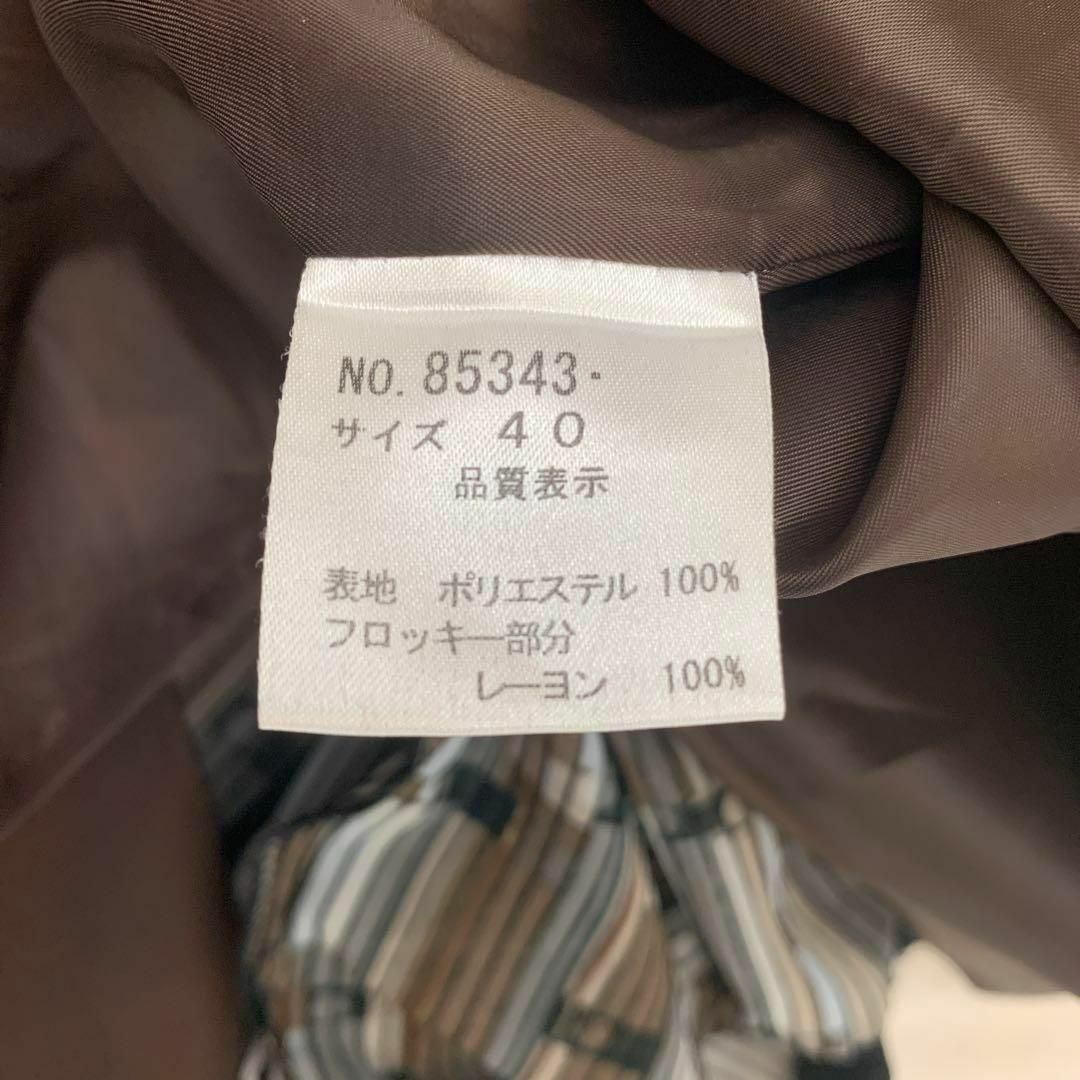 NO. 85343-
サイズ 40
品質表示
表地 ポリエステル 100%
フロッキー部分
レーヨン 100%